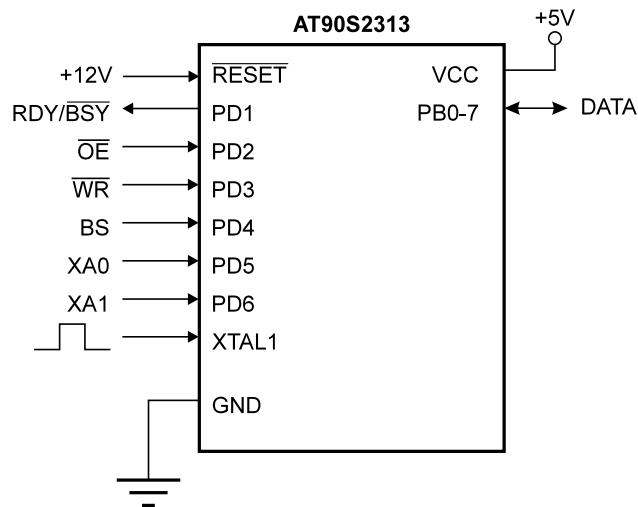 AT90S2313
+5V
+12V RESET VCC
RDY/BSY PD1 PB0-7 DATA
OE PD2
WR PD3
BS PD4
XA0 PD5
XA1 PD6
XTAL1
GND